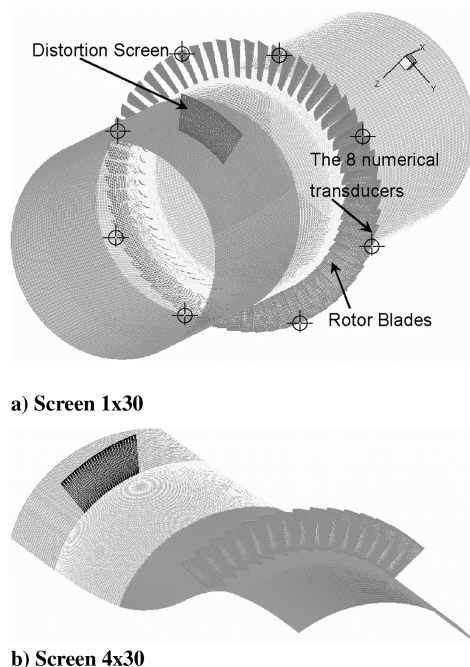 Distortion Screen
X
Z
Y
The 8 numerical
transducers
Rotor Blades
a) Screen 1x30
b) Screen 4x30